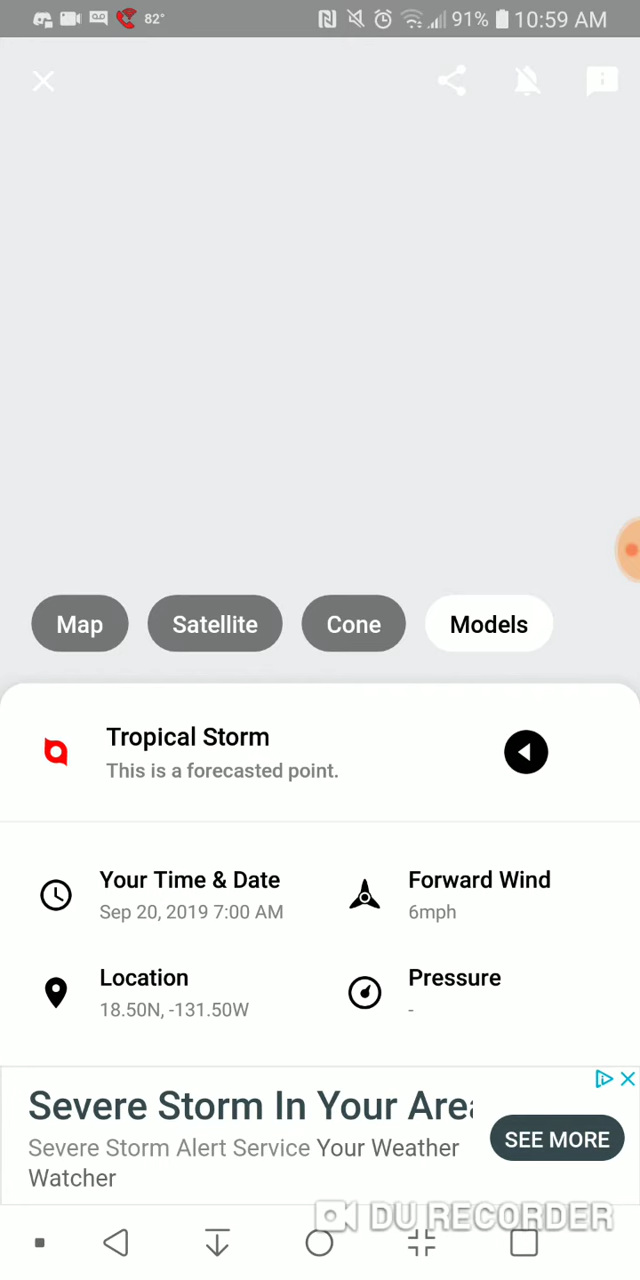 82° 91% 10:59 AM
Map Satellite Cone Models
Tropical Storm
This is a forecasted point.
Your Time & Date Forward Wind
Sep 20, 2019 7:00 AM 6mph
Location Pressure
18.50N, -131.50W -
Severe Storm In Your Area
Severe Storm Alert Service Your Weather
Watcher
SEE MORE
DU RECORDER